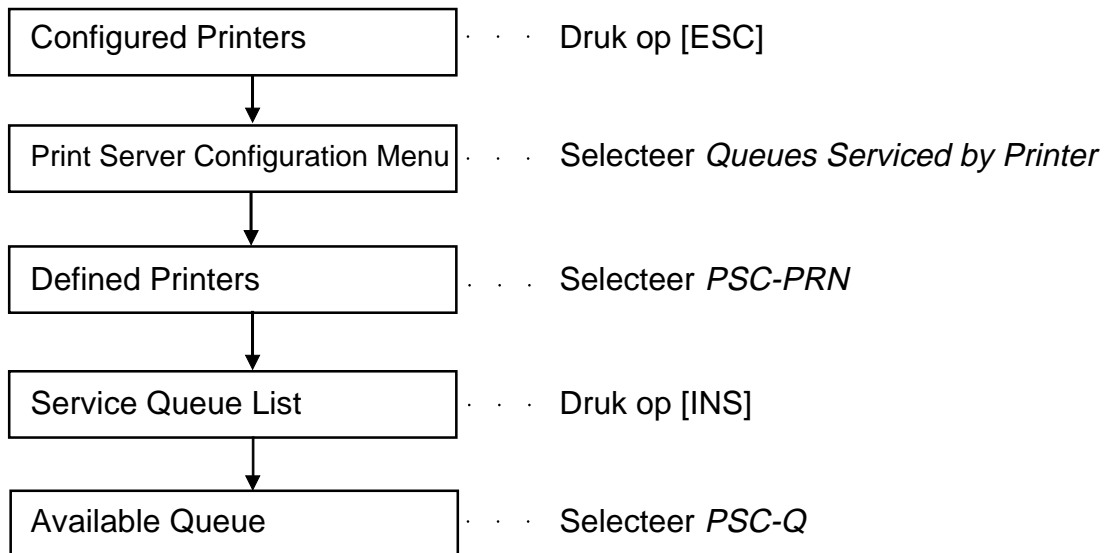 Configured Printers · · · Druk op [ESC]
Print Server Configuration Menu · · · Selecteer Queues Serviced by Printer
Defined Printers · · · Selecteer PSC-PRN
Service Queue List · · · Druk op [INS]
Available Queue · · · Selecteer PSC-Q